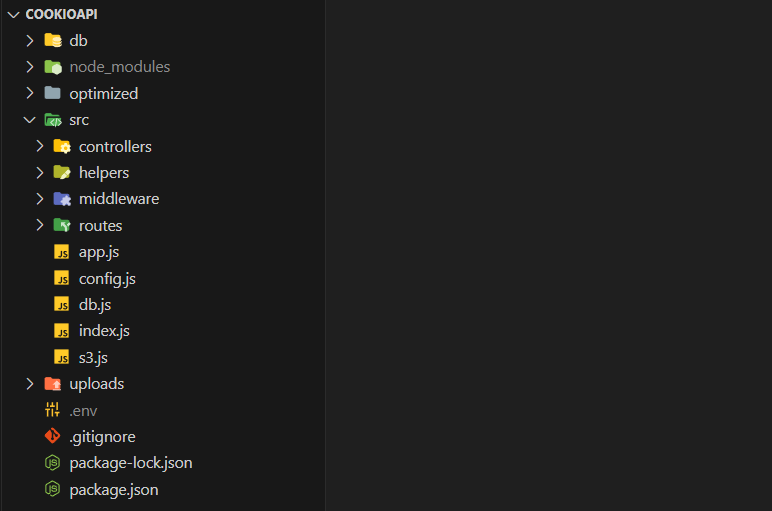 COOKIOAPI
db
node_modules
optimized
src
controllers
helpers
middleware
routes
JS app.js
JS config.js
JS db.js
JS index.js
JS s3.js
uploads
.env
.gitignore
package-lock.json
package.json